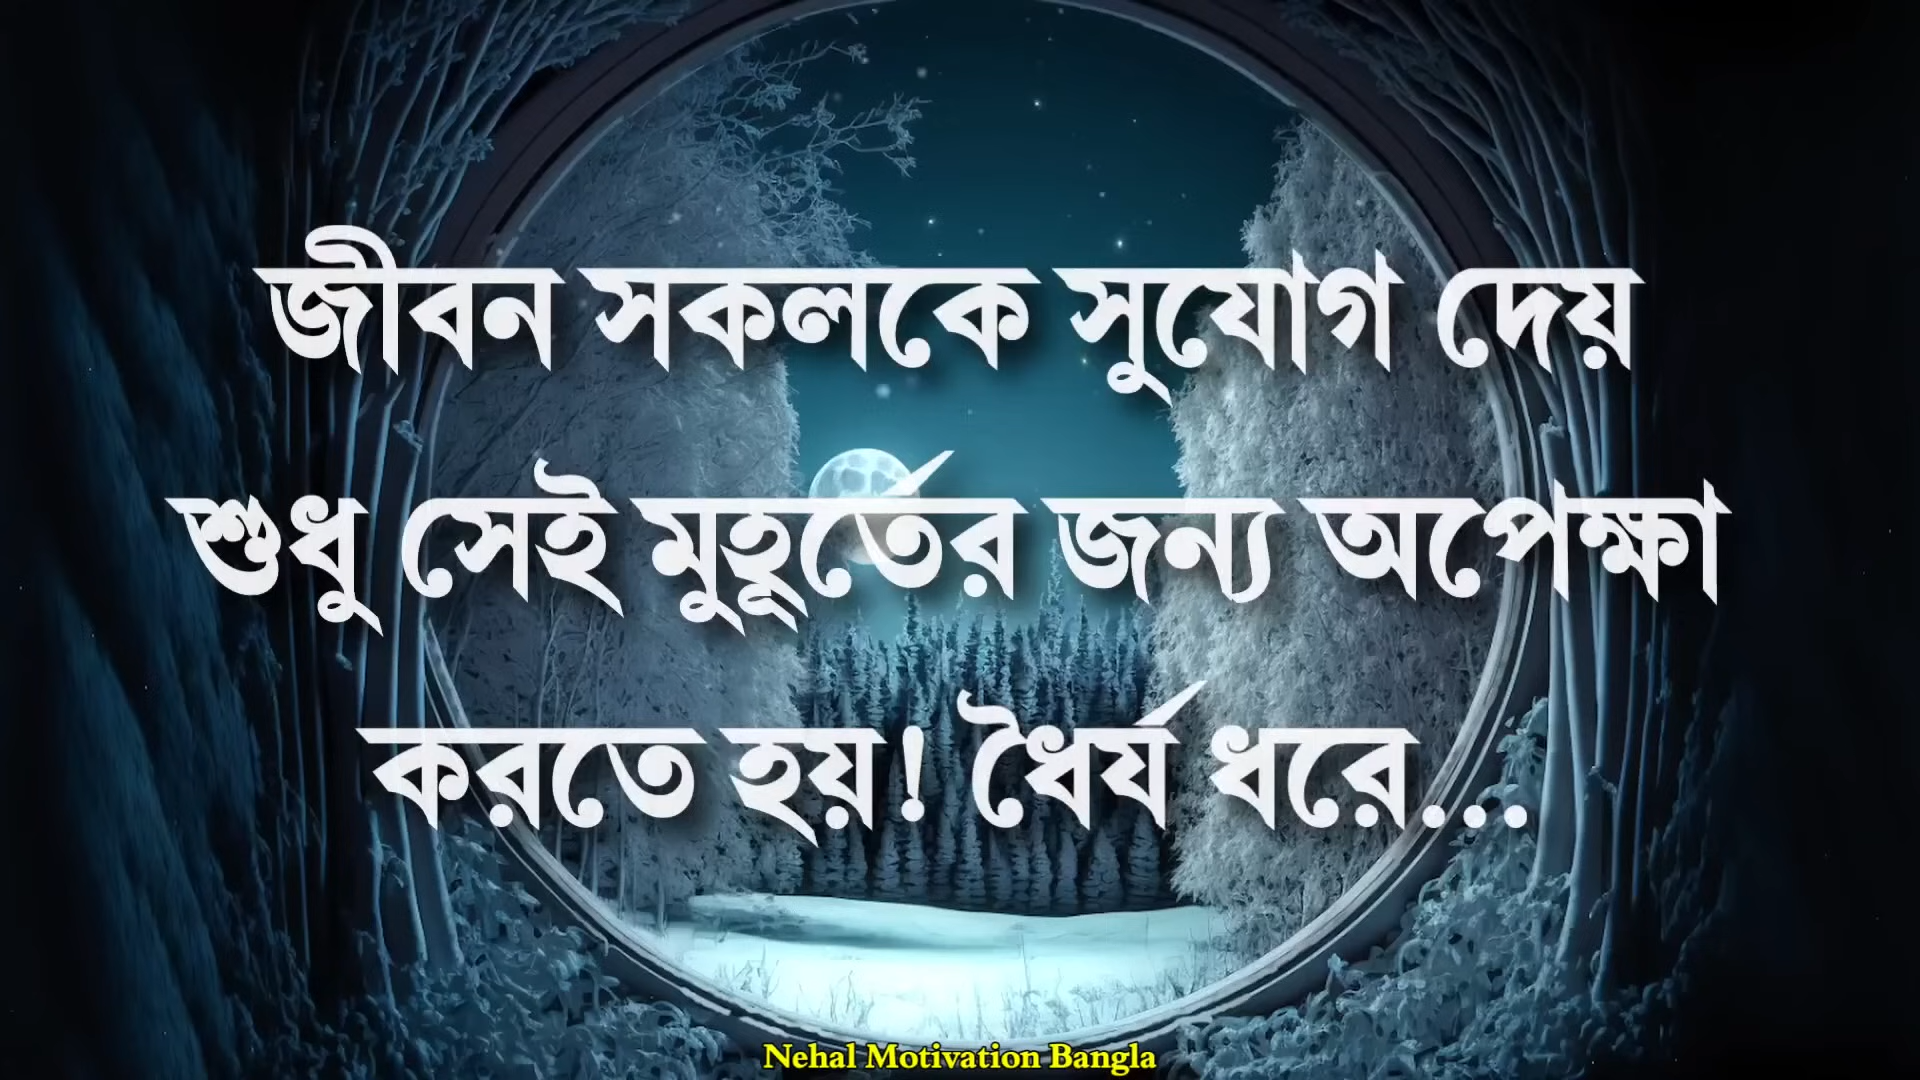 জীবন সকলকে সুযোগ দেয়
শুধু সেই মুহূর্তের জন্য অপেক্ষা
করতে হয়! ধৈর্য ধরে...
Nehal Motivation Bangla